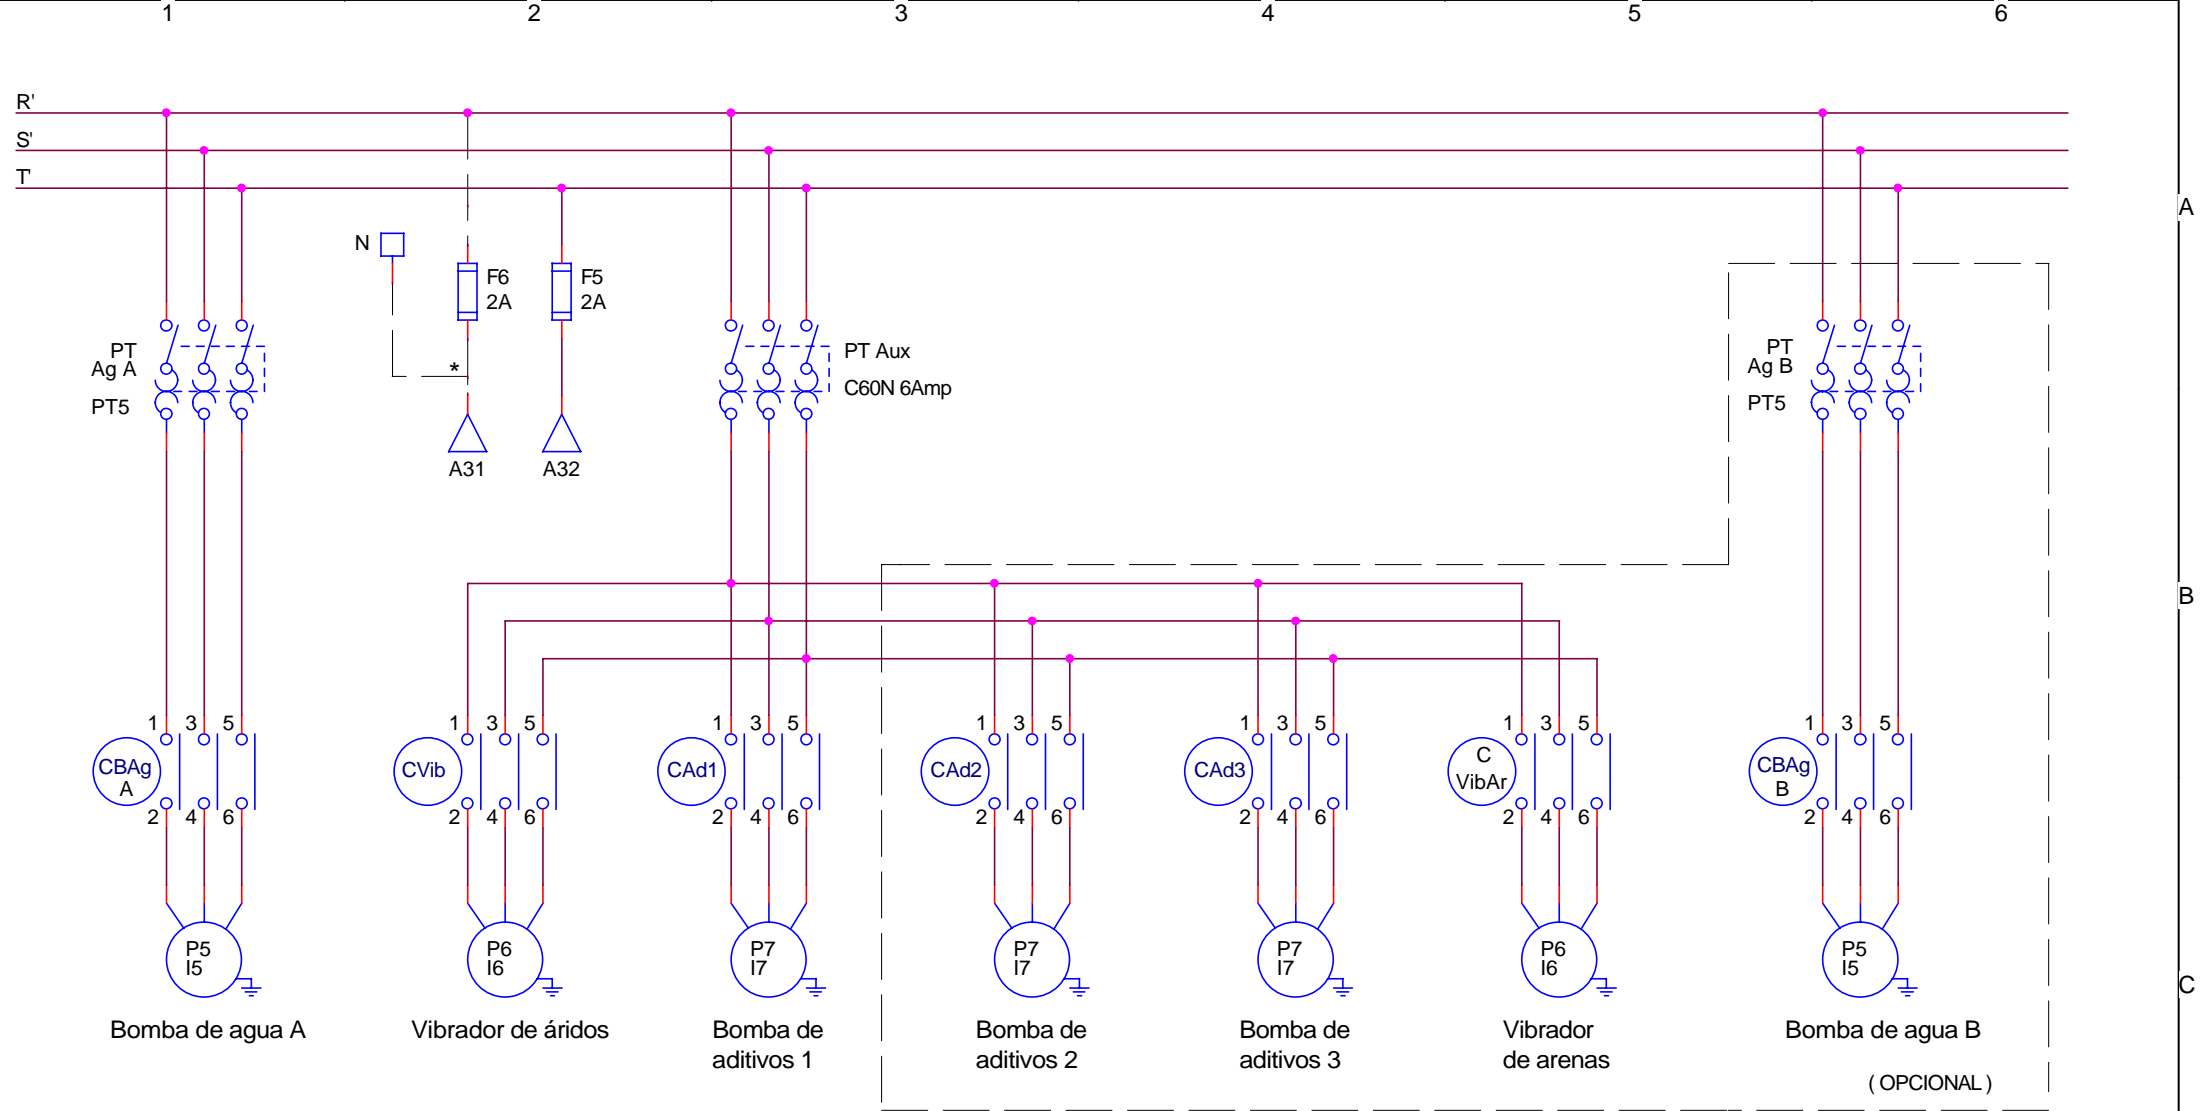 1 2 3 4 5 6
R'
S'
T'
A
N
F6
2A
F5
2A
PT
Ag A
PT5
*
A31
A32
PT Aux
C60N 6Amp
PT
Ag B
PT5
B
1 3 5
CBAg
A
2 4 6
1 3 5
CVib
2 4 6
1 3 5
CAd1
2 4 6
1 3 5
CAd2
2 4 6
1 3 5
CAd3
2 4 6
1 3 5
C
VibAr
2 4 6
1 3 5
CBAg
B
2 4 6
P5
I5
P6
I6
P7
I7
P7
I7
P7
I7
P6
I6
P5
I5
C
Bomba de agua A
Vibrador de áridos
Bomba de
aditivos 1
Bomba de
aditivos 2
Bomba de
aditivos 3
Vibrador
de arenas
Bomba de agua B
( OPCIONAL )